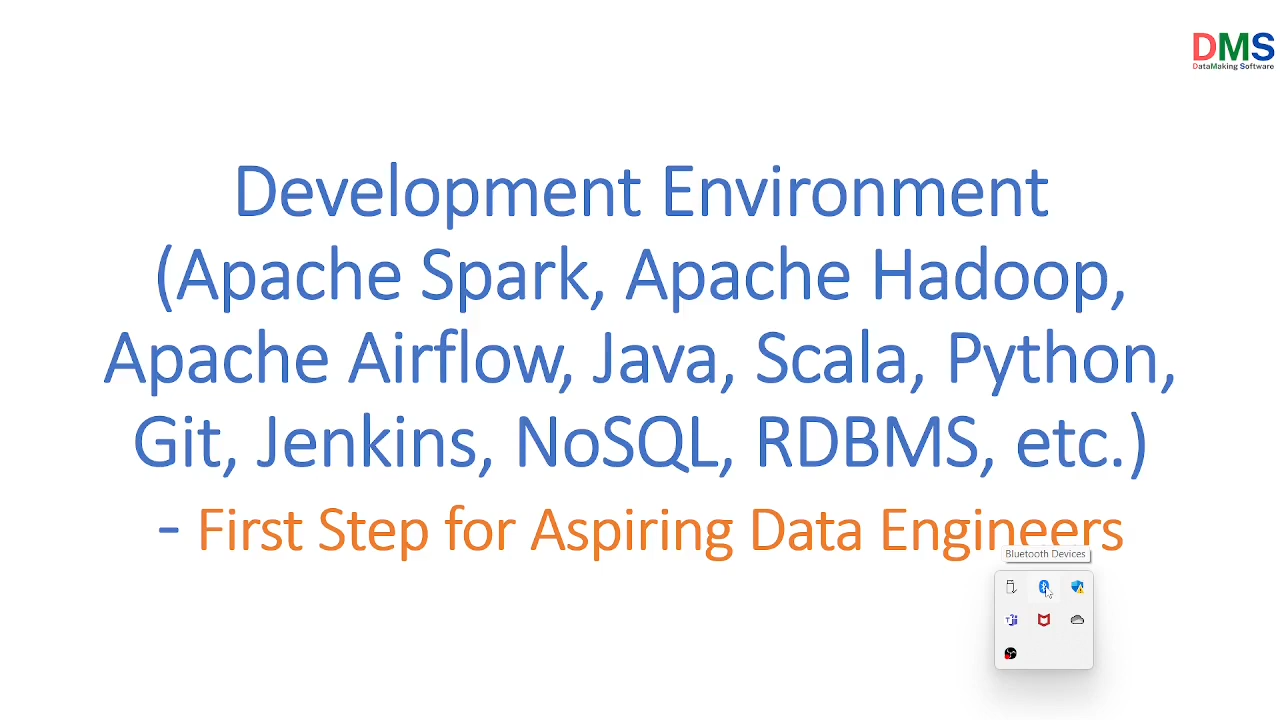 DMS
DataMaking Software
Development Environment
(Apache Spark, Apache Hadoop,
Apache Airflow, Java, Scala, Python,
Git, Jenkins, NoSQL, RDBMS, etc.)
- First Step for Aspiring Data Engineers
Bluetooth Devices